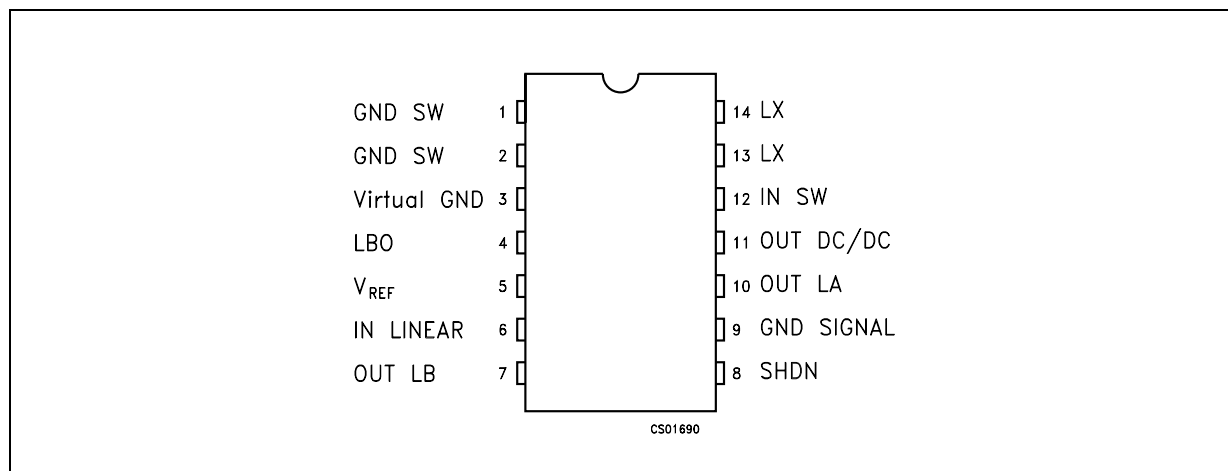 GND SW 1
GND SW 2
Virtual GND 3
LBO 4
VREF 5
IN LINEAR 6
OUT LB 7
14 LX
13 LX
12 IN SW
11 OUT DC/DC
10 OUT LA
9 GND SIGNAL
8 SHDN
CS01690